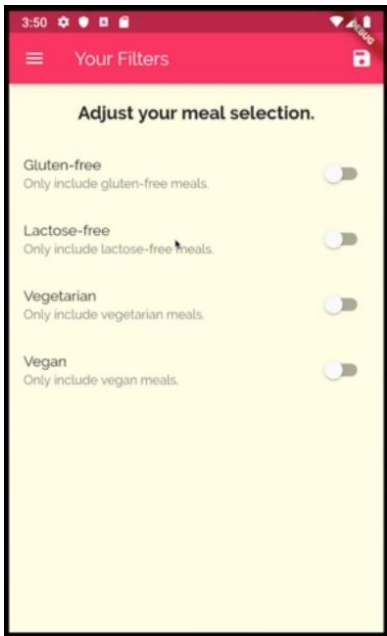 3:50
DEBUG
Your Filters
Adjust your meal selection.
Gluten-free
Only include gluten-free meals.
Lactose-free
Only include lactose-free meals.
Vegetarian
Only include vegetarian meals.
Vegan
Only include vegan meals.